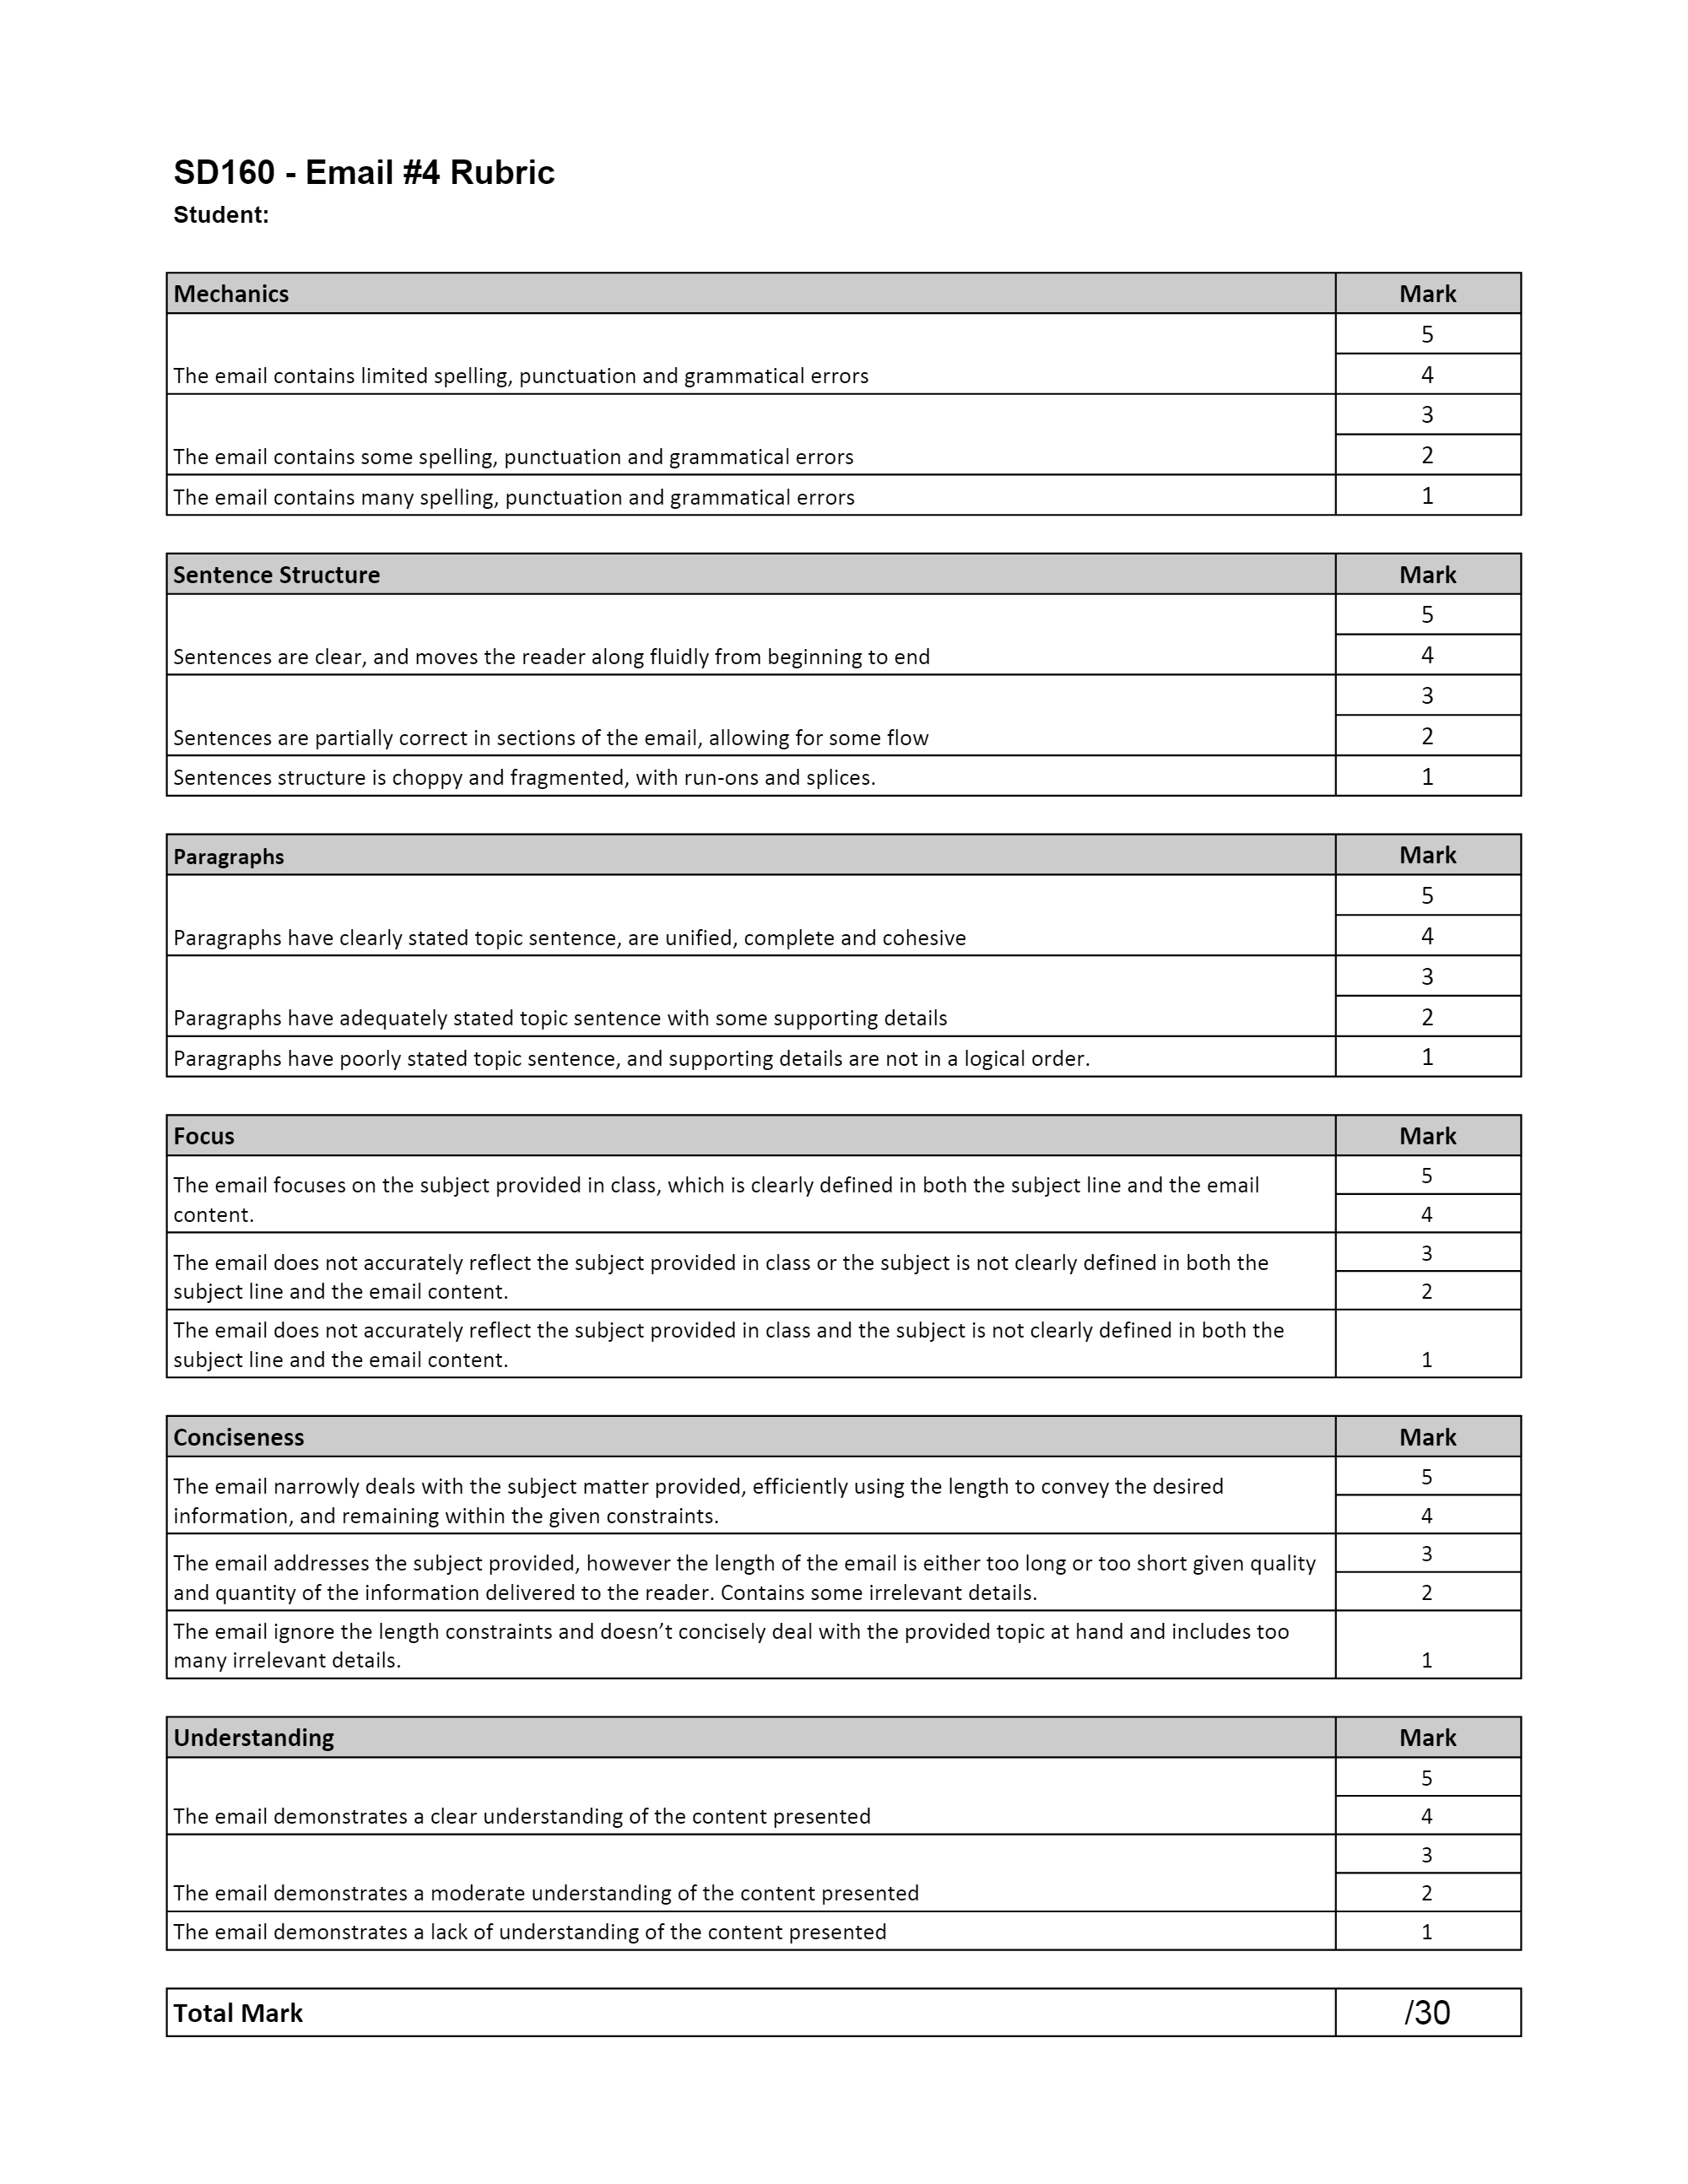 SD160 - Email #4 Rubric
Student:
Mechanics Mark
5
The email contains limited spelling, punctuation and grammatical errors 4
3
The email contains some spelling, punctuation and grammatical errors 2
The email contains many spelling, punctuation and grammatical errors 1
Sentence Structure Mark
5
Sentences are clear, and moves the reader along fluidly from beginning to end 4
3
Sentences are partially correct in sections of the email, allowing for some flow 2
Sentences structure is choppy and fragmented, with run-ons and splices. 1
Paragraphs Mark
5
Paragraphs have clearly stated topic sentence, are unified, complete and cohesive 4
3
Paragraphs have adequately stated topic sentence with some supporting details 2
Paragraphs have poorly stated topic sentence, and supporting details are not in a logical order. 1
Focus Mark
The email focuses on the subject provided in class, which is clearly defined in both the subject line and the email 5
content. 4
The email does not accurately reflect the subject provided in class or the subject is not clearly defined in both the 3
subject line and the email content. 2
The email does not accurately reflect the subject provided in class and the subject is not clearly defined in both the
subject line and the email content. 1
Conciseness Mark
The email narrowly deals with the subject matter provided, efficiently using the length to convey the desired 5
information, and remaining within the given constraints. 4
The email addresses the subject provided, however the length of the email is either too long or too short given quality 3
and quantity of the information delivered to the reader. Contains some irrelevant details. 2
The email ignore the length constraints and doesn’t concisely deal with the provided topic at hand and includes too
many irrelevant details. 1
Understanding Mark
5
The email demonstrates a clear understanding of the content presented 4
3
The email demonstrates a moderate understanding of the content presented 2
The email demonstrates a lack of understanding of the content presented 1
Total Mark /30